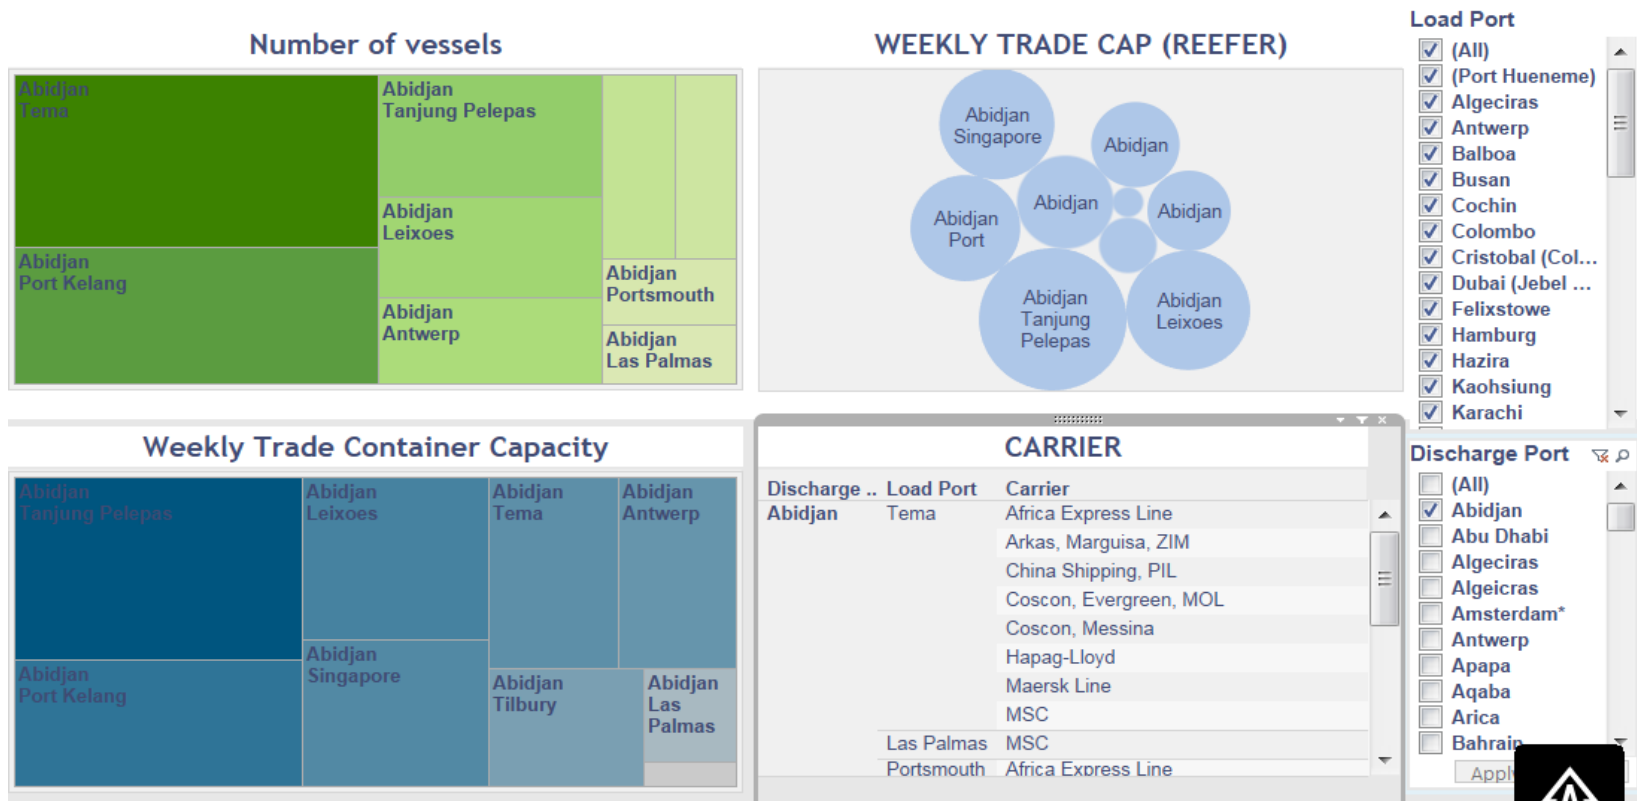 Number of vessels
Abidjan
Tema
Abidjan
Port Kelang
Abidjan
Tanjung Pelepas
Abidjan
Leixoes
Abidjan
Antwerp
Abidjan
Portsmouth
Abidjan
Las Palmas
WEEKLY TRADE CAP (REEFER)
Abidjan
Singapore
Abidjan
Abidjan
Abidjan
Abidjan
Port
Abidjan
Tanjung
Pelepas
Abidjan
Leixoes
Load Port
(All)
(Port Hueneme)
Algeciras
Antwerp
Balboa
Busan
Cochin
Colombo
Cristobal (Col...
Dubai (Jebel ...
Felixstowe
Hamburg
Hazira
Kaohsiung
Karachi
Weekly Trade Container Capacity
Abidjan
Tanjung Pelepas
Abidjan
Port Kelang
Abidjan
Leixoes
Abidjan
Singapore
Abidjan
Tema
Abidjan
Antwerp
Abidjan
Tilbury
Abidjan
Las
Palmas
CARRIER
Discharge .. Load Port Carrier
Abidjan Tema Africa Express Line
Arkas, Marguisa, ZIM
China Shipping, PIL
Coscon, Evergreen, MOL
Coscon, Messina
Hapag-Lloyd
Maersk Line
MSC
Las Palmas MSC
Portsmouth Africa Express Line
Discharge Port
(All)
Abidjan
Abu Dhabi
Algeciras
Algeicras
Amsterdam*
Antwerp
Apapa
Aqaba
Arica
Bahrain
Apply